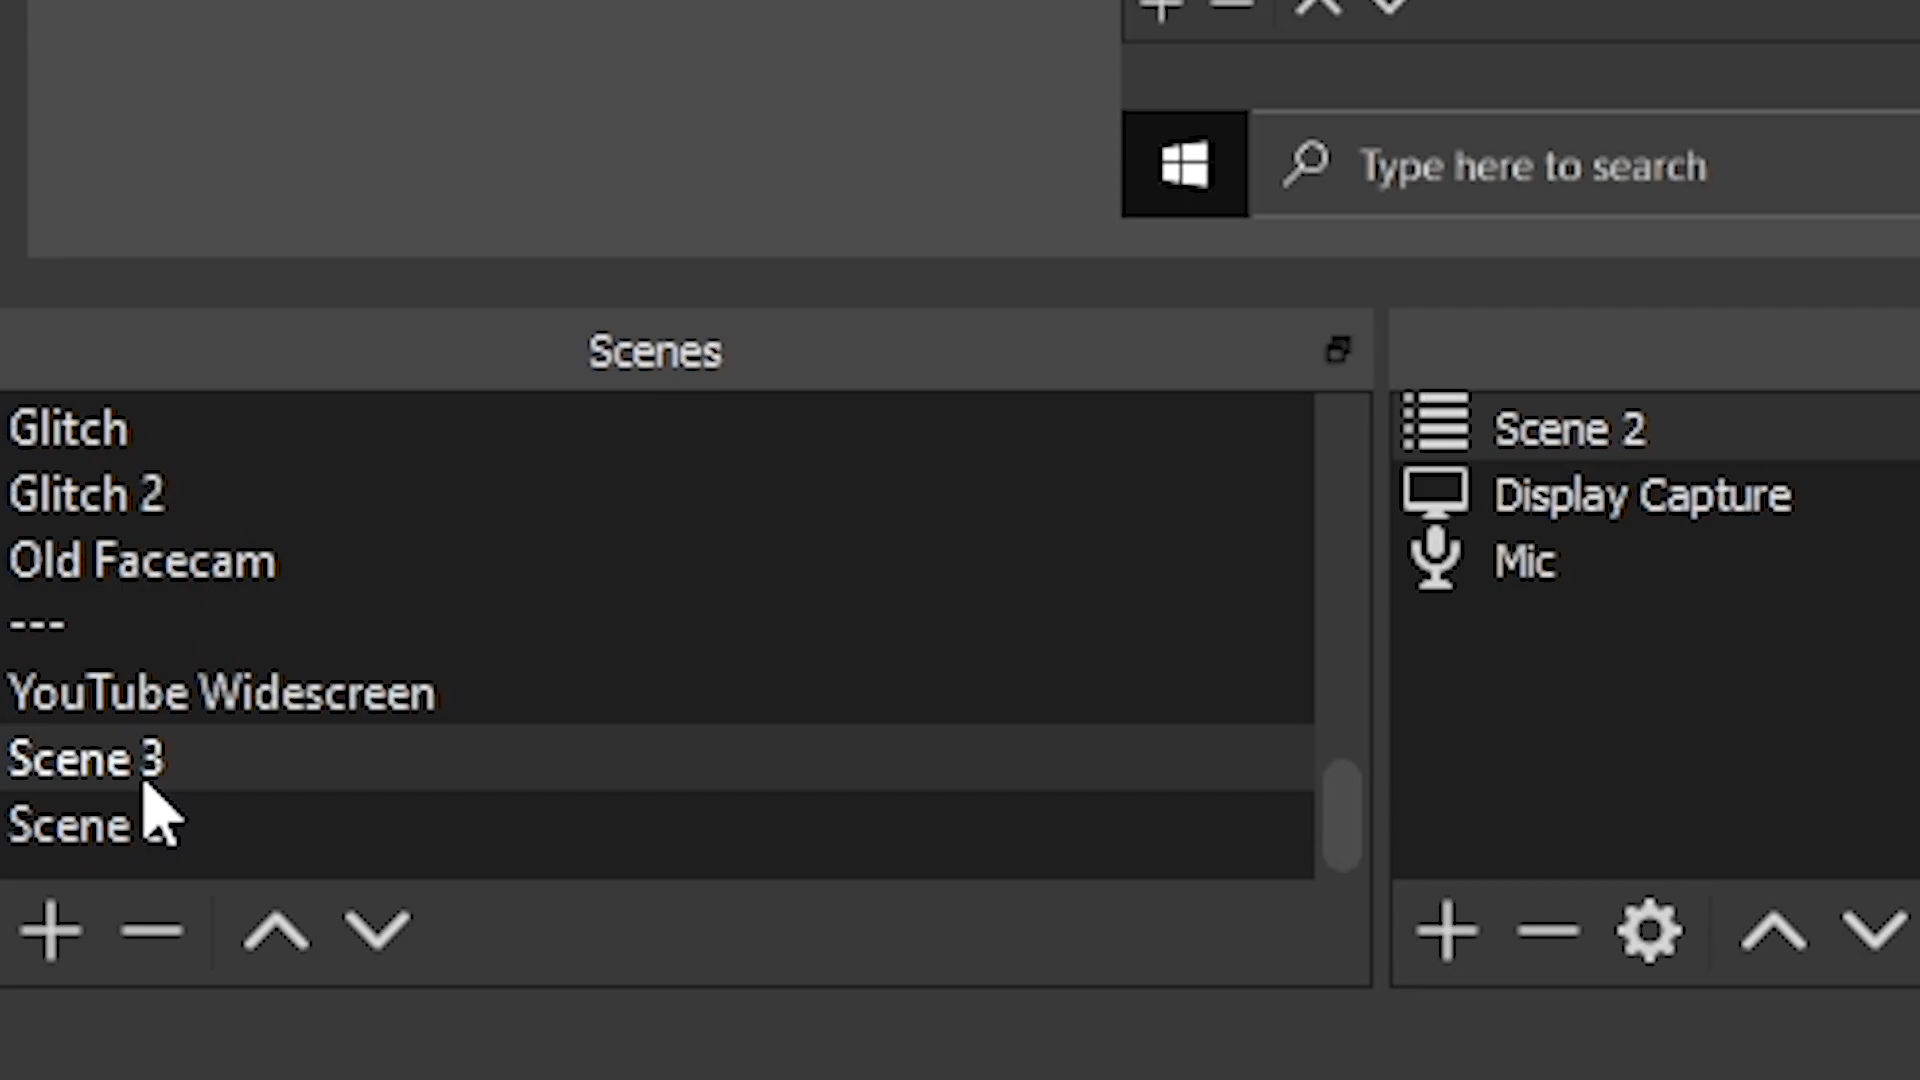 Type here to search
Scenes
Glitch
Glitch 2
Old Facecam
---
YouTube Widescreen
Scene 3
Scene
Scene 2
Display Capture
Mic